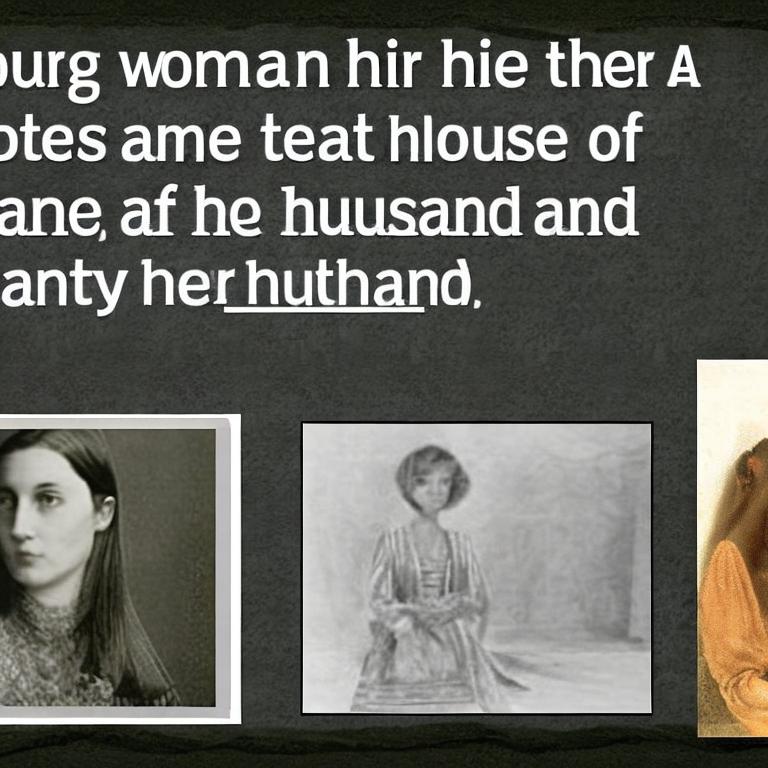 ourg woman hir hie ther A
otes ame teat hlouse of
ane, af he huusand and
anty her huthand).